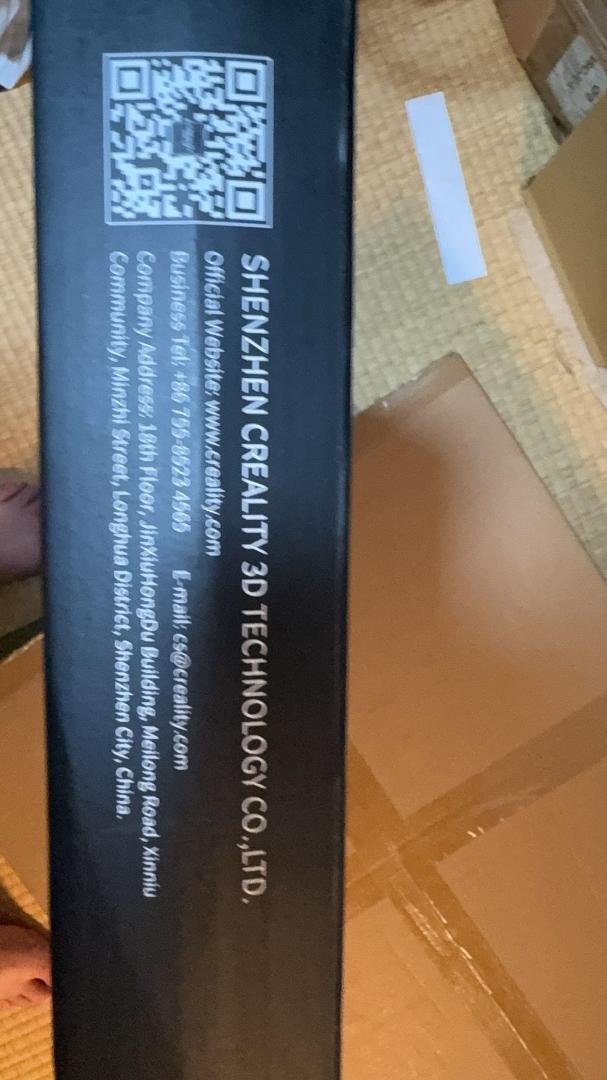 SHENZHEN CREALITY 3D TECHNOLOGY CO.,LTD.
Official Website: www.creality.com
Business Tel: +86 755-8523 4565 E-mail: cs@creality.com
Company Address: 18th Floor, JinXiuHongDu Building, Meilong Road, Xinniu
Community, Minzhi Street, Longhua District, Shenzhen City, China.